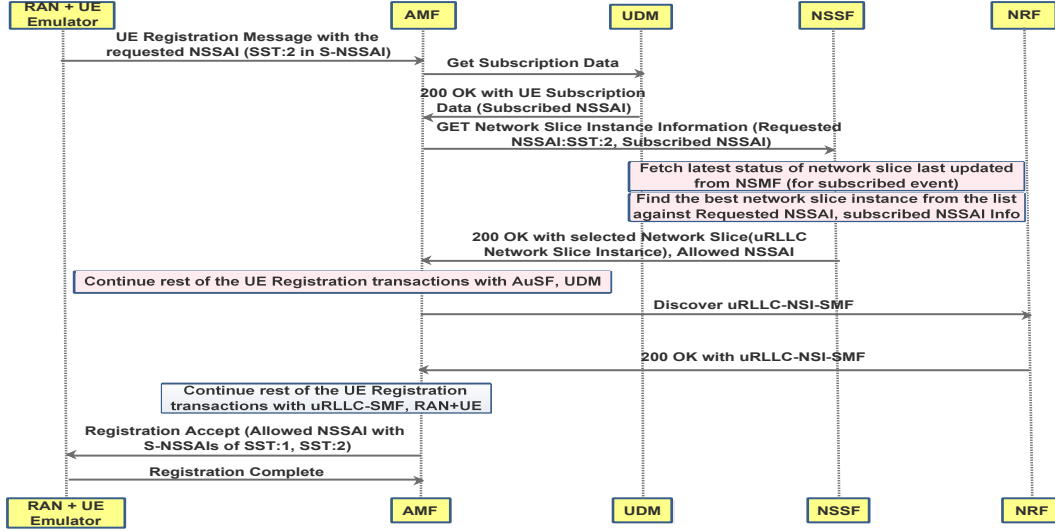 RAN + UE
Emulator
AMF
UDM
NSSF
NRF
UE Registration Message with the
requested NSSAI (SST:2 in S-NSSAI)
Get Subscription Data
200 OK with UE Subscription
Data (Subscribed NSSAI)
GET Network Slice Instance Information (Requested
NSSAI:SST:2, Subscribed NSSAI)
Fetch latest status of network slice last updated
from NSMF (for subscribed event)
Find the best network slice instance from the list
against Requested NSSAI, subscribed NSSAI Info
200 OK with selected Network Slice(uRLLC
Network Slice Instance), Allowed NSSAI
Continue rest of the UE Registration transactions with AuSF, UDM
Discover uRLLC-NSI-SMF
200 OK with uRLLC-NSI-SMF
Continue rest of the UE Registration
transactions with uRLLC-SMF, RAN+UE
Registration Accept (Allowed NSSAI with
S-NSSAIs of SST:1, SST:2)
Registration Complete
RAN + UE
Emulator
AMF
UDM
NSSF
NRF